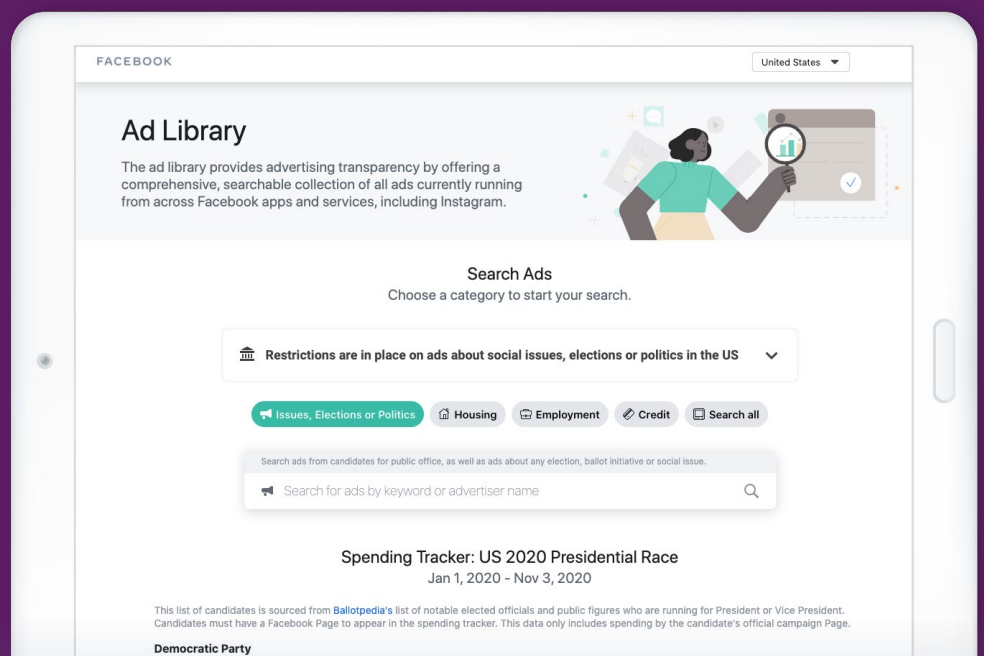 FACEBOOK
United States
Ad Library
The ad library provides advertising transparency by offering a
comprehensive, searchable collection of all ads currently running
from across Facebook apps and services, including Instagram.
Search Ads
Choose a category to start your search.
Restrictions are in place on ads about social issues, elections or politics in the US
Issues, Elections or Politics
Housing
Employment
Credit
Search all
Search ads from candidates for public office, as well as ads about any election, ballot initiative or social issue.
Search for ads by keyword or advertiser name
Spending Tracker: US 2020 Presidential Race
Jan 1, 2020 - Nov 3, 2020
This list of candidates is sourced from Ballotpedia's list of notable elected officials and public figures who are running for President or Vice President.
Candidates must have a Facebook Page to appear in the spending tracker. This data only includes spending by the candidate's official campaign Page.
Democratic Party